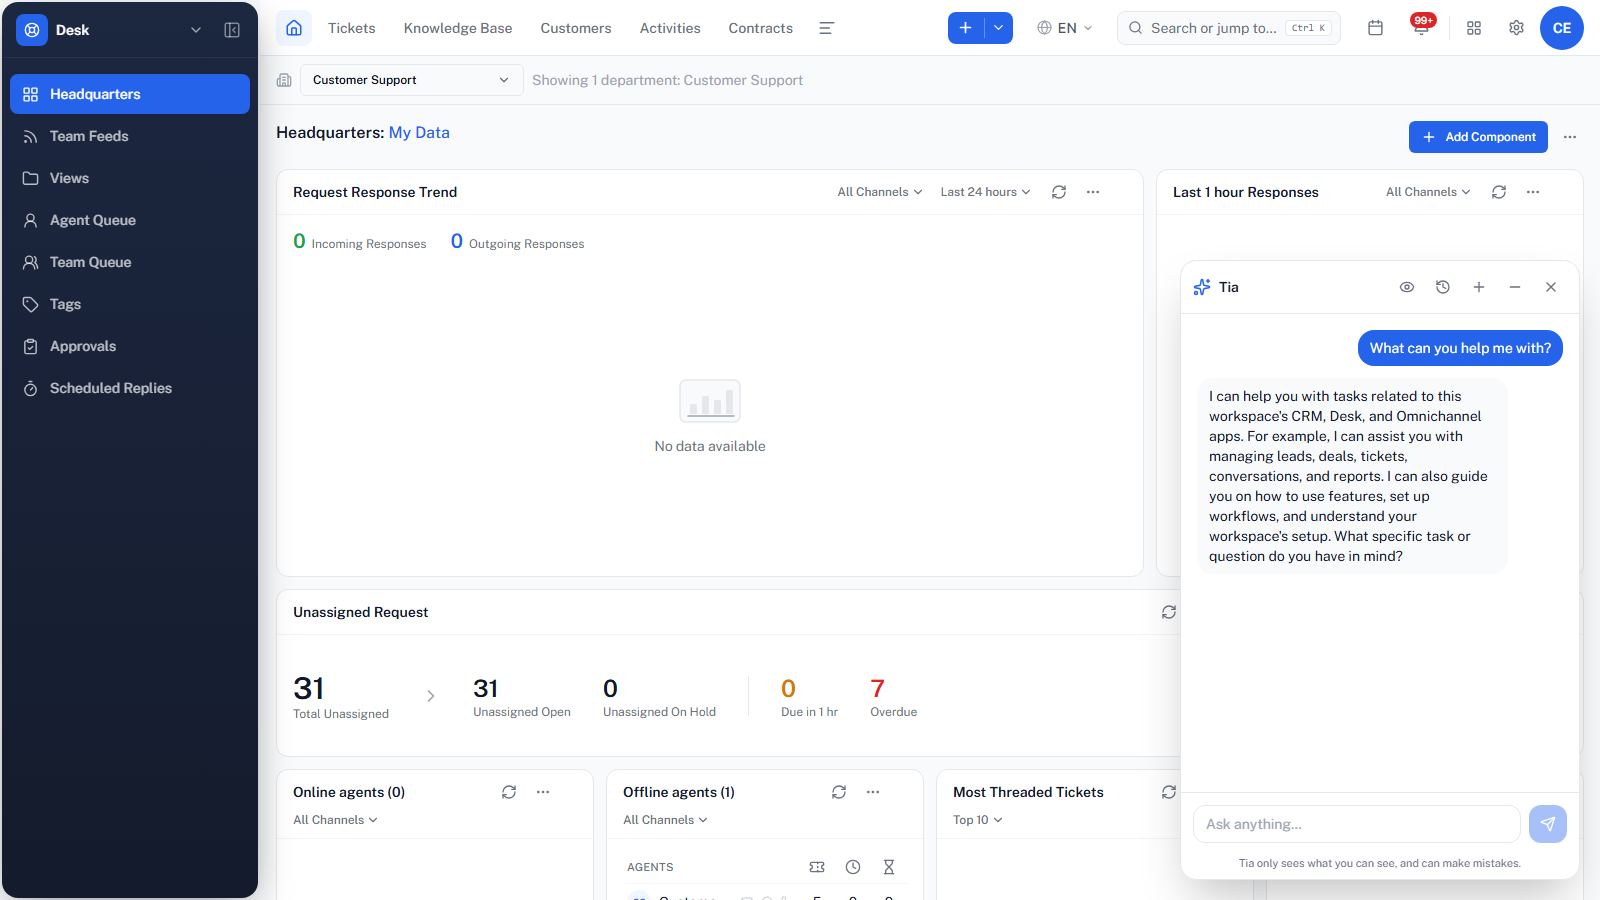 Desk
Headquarters
Team Feeds
Views
Agent Queue
Team Queue
Tags
Approvals
Scheduled Replies
Tickets
Knowledge Base
Customers
Activities
Contracts
EN
Search or jump to...
Ctrl K
99+
CE
Customer Support
Showing 1 department: Customer Support
Headquarters: My Data
Add Component
Request Response Trend
All Channels
Last 24 hours
0 Incoming Responses
0 Outgoing Responses
No data available
Last 1 hour Responses
All Channels
Unassigned Request
31
Total Unassigned
31
Unassigned Open
0
Unassigned On Hold
0
Due in 1 hr
7
Overdue
Online agents (0)
All Channels
Offline agents (1)
All Channels
AGENTS
Most Threaded Tickets
Top 10
Tia
What can you help me with?
I can help you with tasks related to this
workspace's CRM, Desk, and Omnichannel
apps. For example, I can assist you with
managing leads, deals, tickets,
conversations, and reports. I can also guide
you on how to use features, set up
workflows, and understand your
workspace's setup. What specific task or
question do you have in mind?
Ask anything...
Tia only sees what you can see, and can make mistakes.